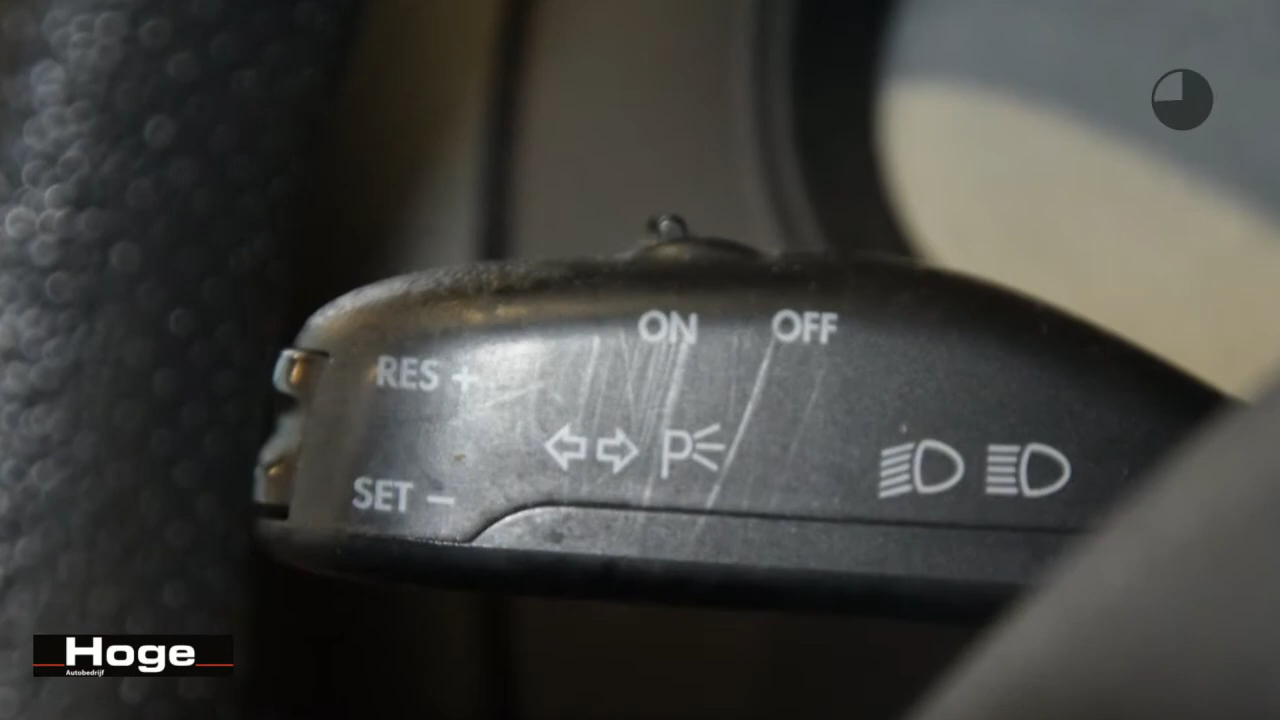 ON OFF
RES +
P
SET −
Hoge
Autobedrijf